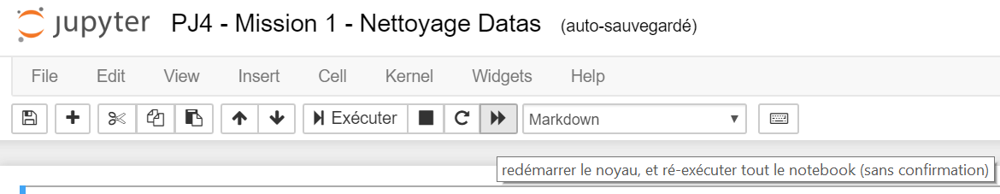 jupyter PJ4 - Mission 1 - Nettoyage Datas (auto-sauvegardé)
File Edit View Insert Cell Kernel Widgets Help
Exécuter Markdown
redémarrer le noyau, et ré-exécuter tout le notebook (sans confirmation)